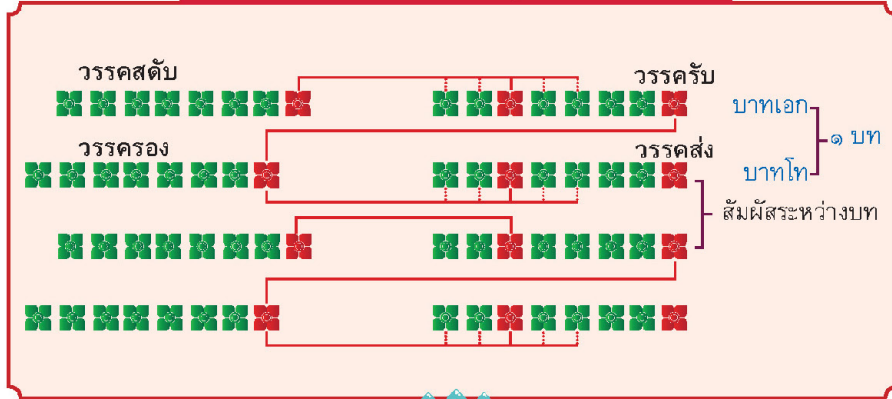 วรรคสดับ วรรครับ
บาทเอก
๑ บท
วรรครอง วรรคส่ง
บาทโท
สัมผัสระหว่างบท